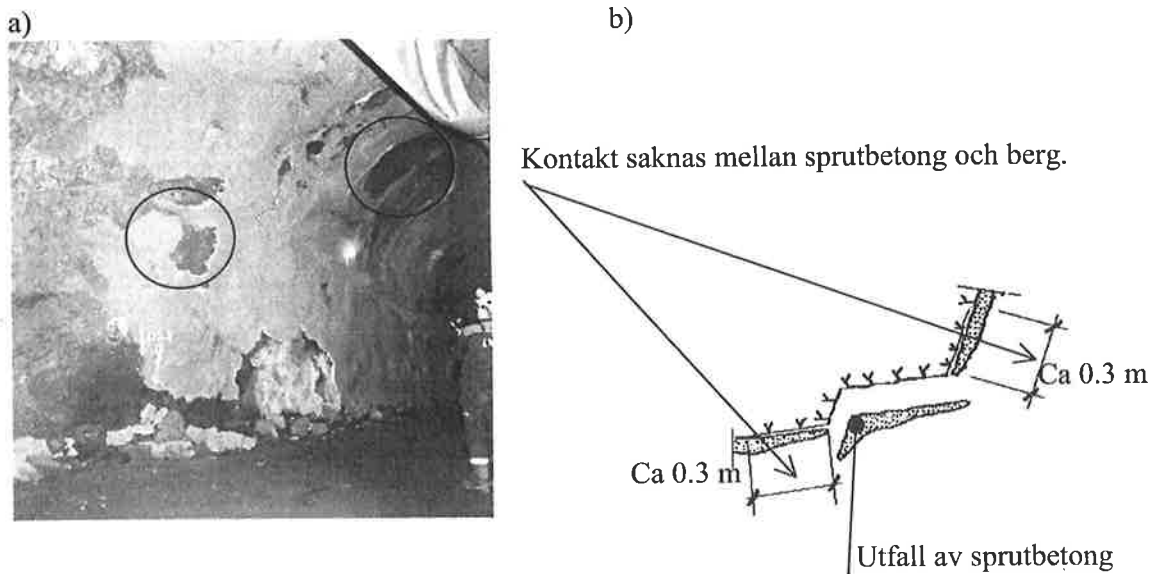 a)
b)
Kontakt saknas mellan sprutbetong och berg.
Ca 0.3 m
Ca 0.3 m
Utfall av sprutbetong